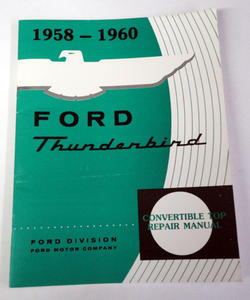 1958 – 1960
FORD
Thunderbird
CONVERTIBLE TOP
REPAIR MANUAL
FORD DIVISION
FORD MOTOR COMPANY